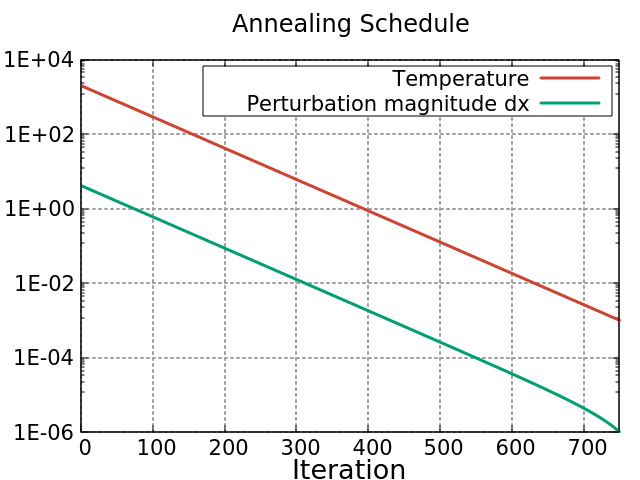 Annealing Schedule
1E+04
1E+02
1E+00
1E-02
1E-04
1E-06
Temperature
Perturbation magnitude dx
0 100 200 300 400 500 600 700
Iteration